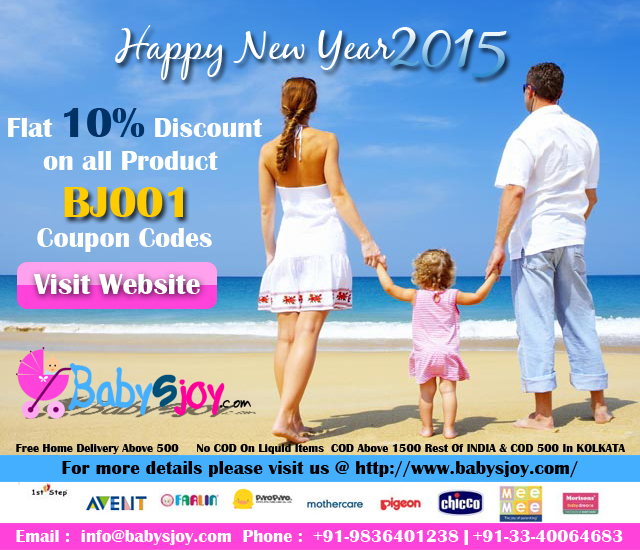 Happy New Year 2015
Flat 10% Discount
on all Product
BJ001
Coupon Codes
Visit Website
BabySjoy.com
Free Home Delivery Above 500 No COD On Liquid Items COD Above 1500 Rest Of INDIA & COD 500 In KOLKATA
For more details please visit us @ http://www.babysjoy.com/
1st Step AVENT FARLIN mothercare pigeon chicco MEE MEE Morisons baby dreams
Email : info@babysjoy.com Phone : +91-9836401238 | +91-33-40064683